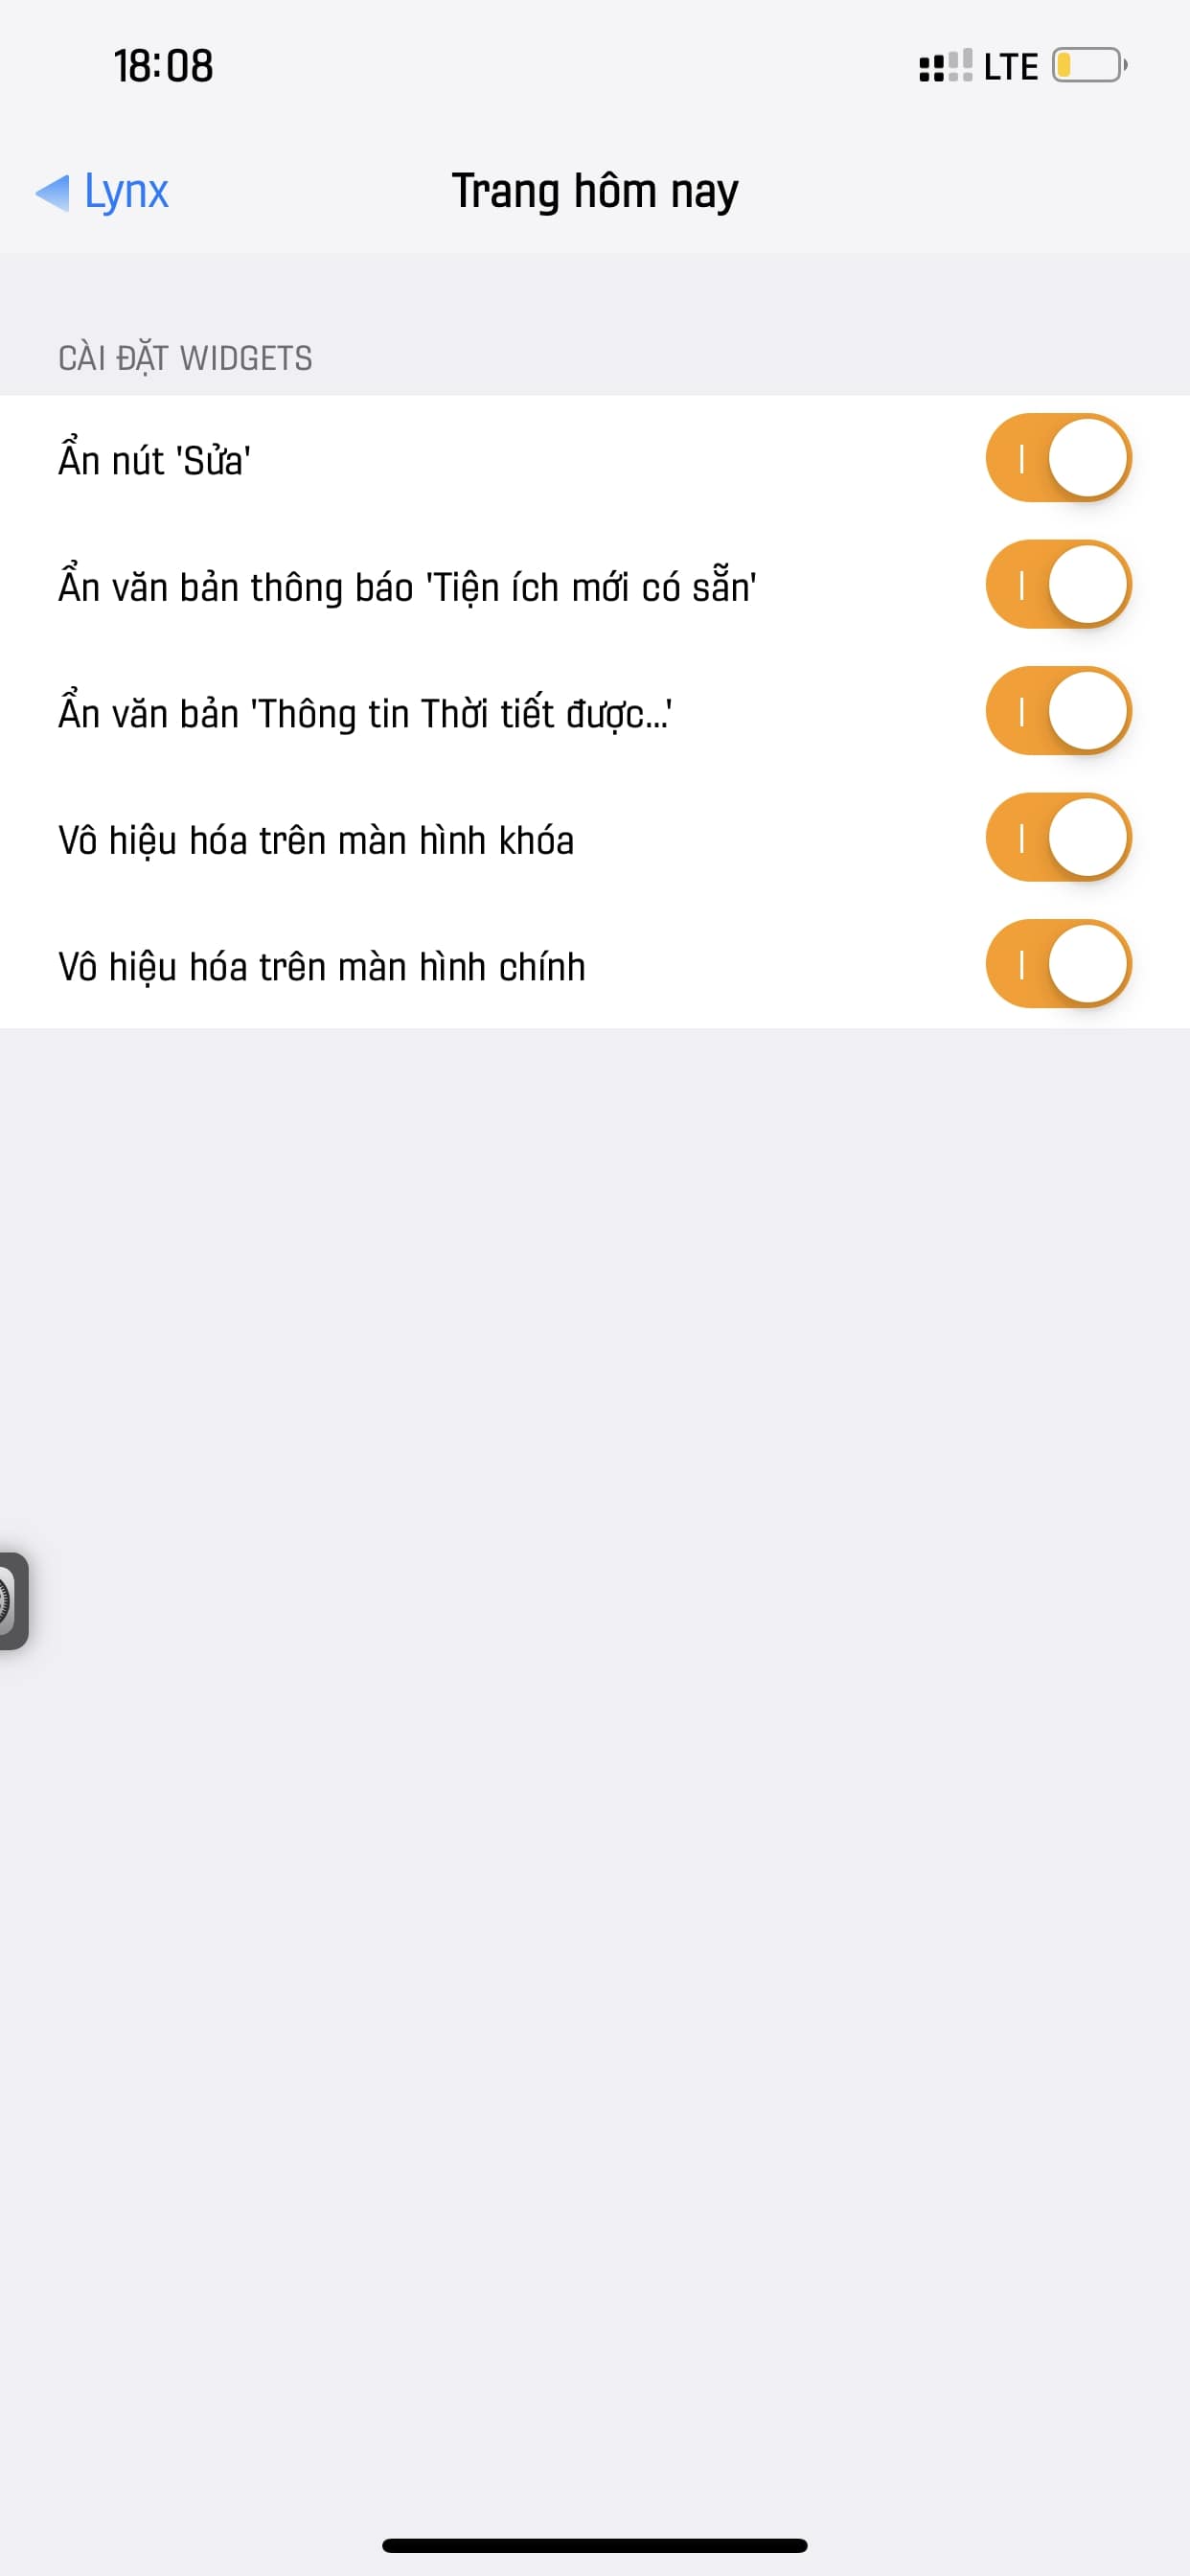 18:08 LTE
Lynx Trang hôm nay
CÀI ĐẶT WIDGETS
Ẩn nút 'Sửa'
Ẩn văn bản thông báo 'Tiện ích mới có sẵn'
Ẩn văn bản 'Thông tin Thời tiết được...'
Vô hiệu hóa trên màn hình khóa
Vô hiệu hóa trên màn hình chính